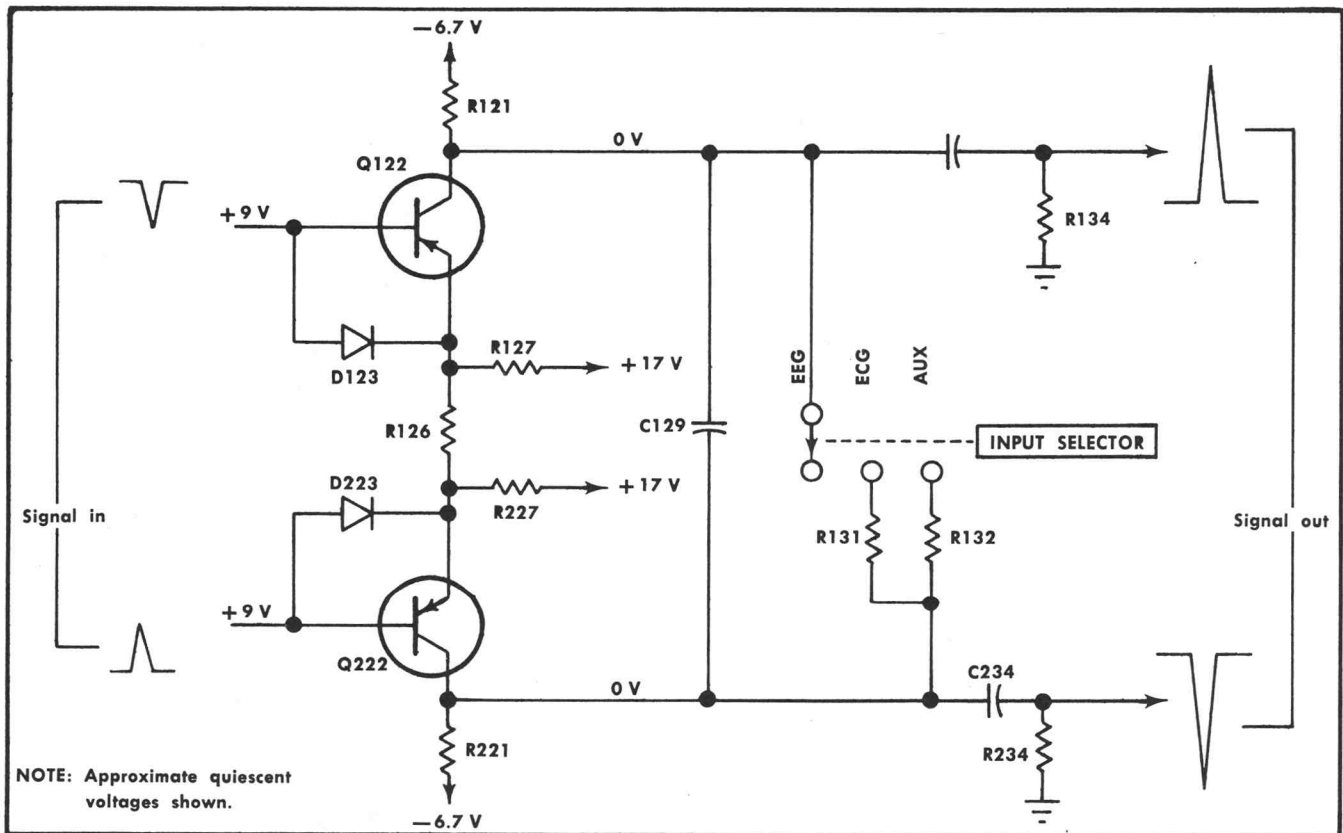 —6.7 V
R121
0 V
Q122
+9 V
R134
D123
R127
+17 V
EEG
ECG
AUX
R126
C129
INPUT SELECTOR
D223
+17 V
R227
Signal in
R131
R132
Signal out
+9 V
Q222
0 V
C234
R221
R234
NOTE: Approximate quiescent
voltages shown.
—6.7 V